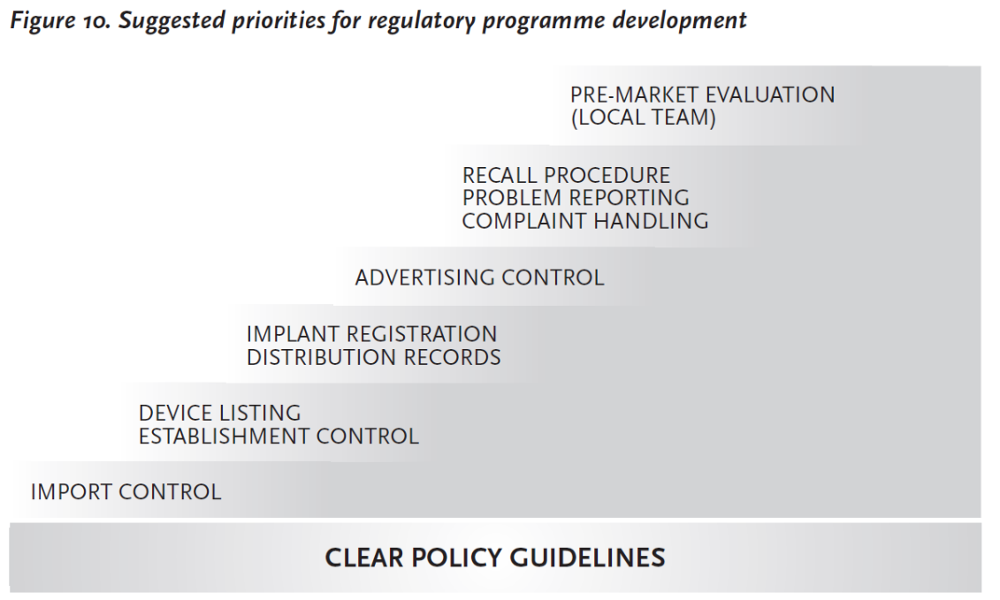 Figure 10. Suggested priorities for regulatory programme development
PRE-MARKET EVALUATION
(LOCAL TEAM)
RECALL PROCEDURE
PROBLEM REPORTING
COMPLAINT HANDLING
ADVERTISING CONTROL
IMPLANT REGISTRATION
DISTRIBUTION RECORDS
DEVICE LISTING
ESTABLISHMENT CONTROL
IMPORT CONTROL
CLEAR POLICY GUIDELINES